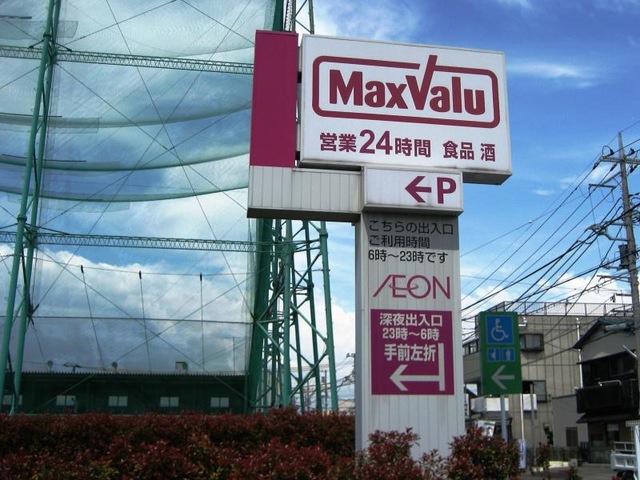 MaxValu
営業24時間 食品 酒
←P
こちらの出入口
ご利用時間
6時～23時です
ÆON
深夜出入口
23時～6時
手前左折